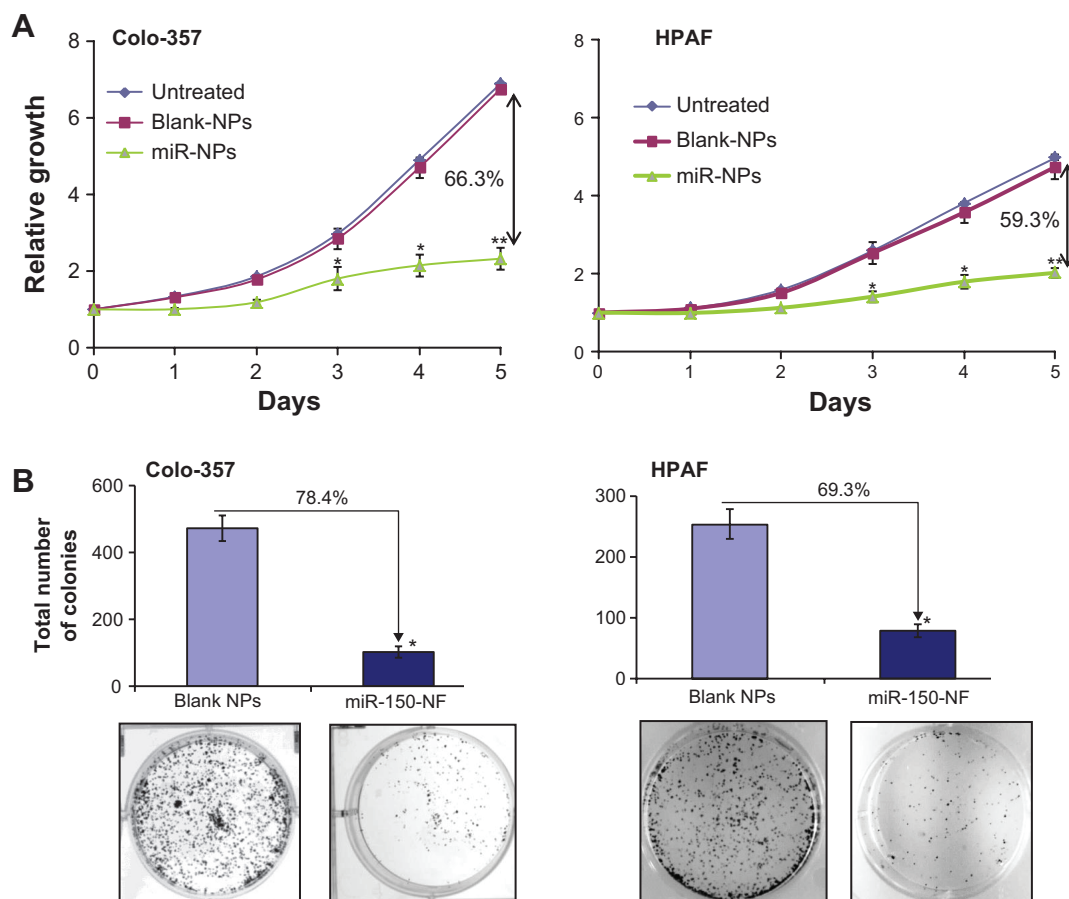 A
Colo-357
Relative growth
8
6
4
2
0
Untreated
Blank-NPs
miR-NPs
66.3%
*
*
**
0 1 2 3 4 5
Days
HPAF
8
6
4
2
0
Untreated
Blank-NPs
miR-NPs
59.3%
*
*
**
0 1 2 3 4 5
Days
B
Colo-357
Total number
of colonies
600
400
200
0
78.4%
*
Blank NPs miR-150-NF
HPAF
300
200
100
0
69.3%
*
Blank NPs miR-150-NF